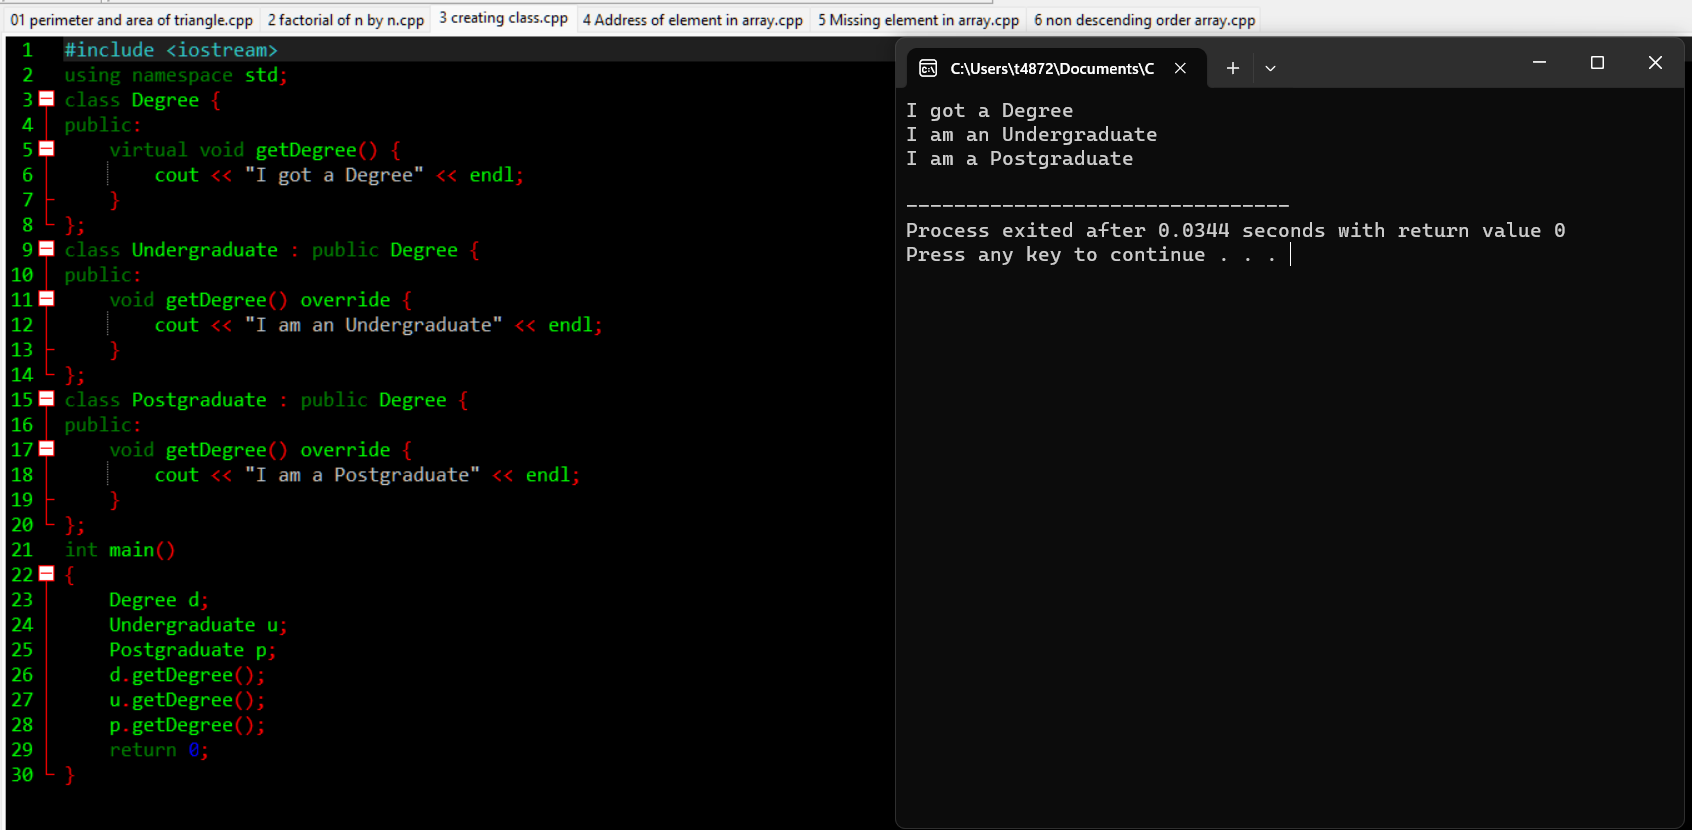 01 perimeter and area of triangle.cpp 2 factorial of n by n.cpp 3 creating class.cpp 4 Address of element in array.cpp 5 Missing element in array.cpp 6 non descending order array.cpp
1 #include <iostream>
2 using namespace std;
3 class Degree {
4 public:
5     virtual void getDegree() {
6         cout << "I got a Degree" << endl;
7     }
8 };
9 class Undergraduate : public Degree {
10 public:
11     void getDegree() override {
12         cout << "I am an Undergraduate" << endl;
13     }
14 };
15 class Postgraduate : public Degree {
16 public:
17     void getDegree() override {
18         cout << "I am a Postgraduate" << endl;
19     }
20 };
21 int main()
22 {
23     Degree d;
24     Undergraduate u;
25     Postgraduate p;
26     d.getDegree();
27     u.getDegree();
28     p.getDegree();
29     return 0;
30 }
C:\Users\t4872\Documents\C
I got a Degree
I am an Undergraduate
I am a Postgraduate
--------------------------------
Process exited after 0.0344 seconds with return value 0
Press any key to continue . . .